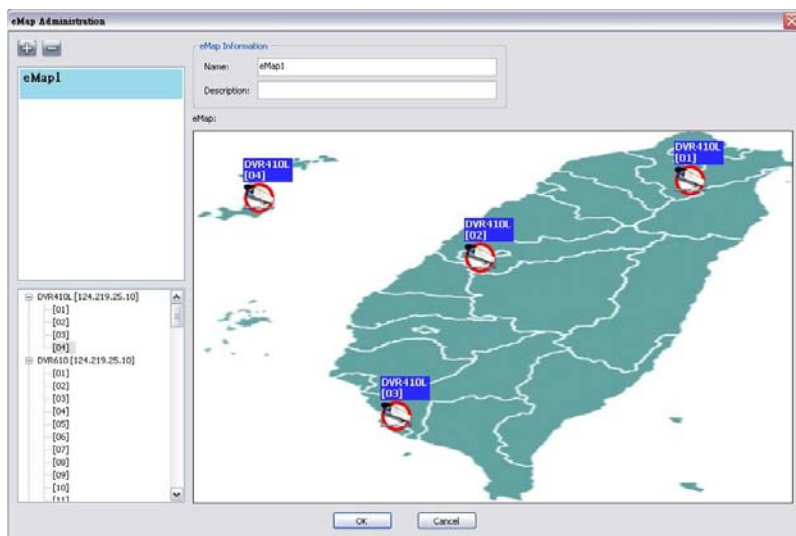 eMap Administration
eMap1
eMap Information
Name: eMap1
Description:
eMap:
DVR410L
[04]
DVR410L
[01]
DVR410L
[02]
DVR410L
[03]
DVR410L [124.219.25.10]
[01]
[02]
[03]
[04]
DVR610 [124.219.25.10]
[01]
[02]
[03]
[04]
[05]
[06]
[07]
[08]
[09]
[10]
[11]
OK
Cancel